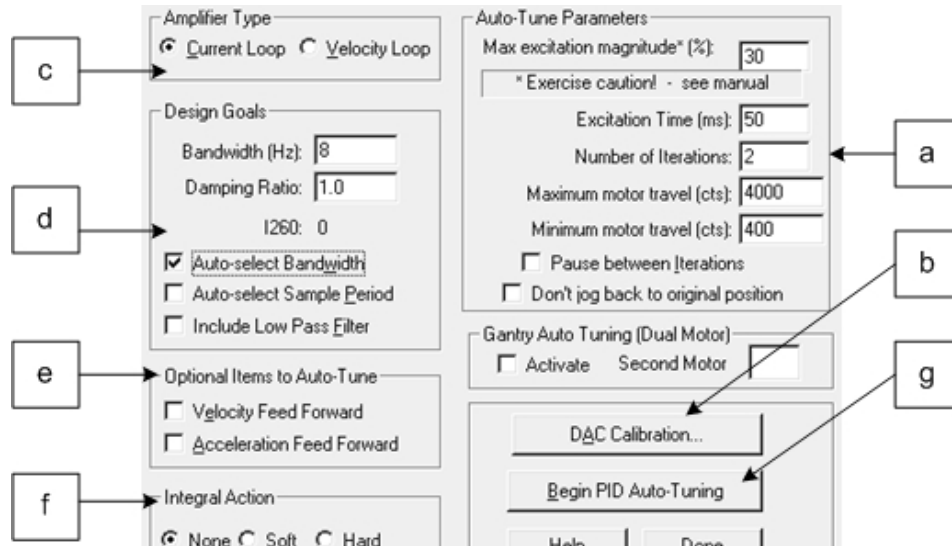 c
d
e
f
Amplifier Type
Current Loop Velocity Loop
Design Goals
Bandwidth (Hz): 8
Damping Ratio: 1.0
I260: 0
Auto-select Bandwidth
Auto-select Sample Period
Include Low Pass Filter
Optional Items to Auto-Tune
Velocity Feed Forward
Acceleration Feed Forward
Integral Action
None Soft Hard
Auto-Tune Parameters
Max excitation magnitude* (%): 30
* Exercise caution! - see manual
Excitation Time (ms): 50
Number of Iterations: 2
Maximum motor travel (cts): 4000
Minimum motor travel (cts): 400
Pause between Iterations
Don't jog back to original position
Gantry Auto Tuning (Dual Motor)
Activate Second Motor
DAC Calibration...
Begin PID Auto-Tuning
Help Done
a
b
g